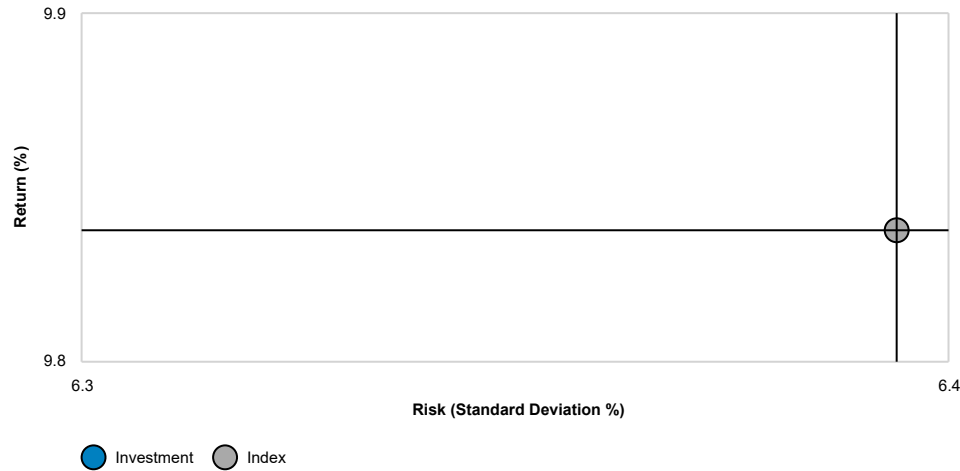 9.9
Return (%)
9.8
6.3
6.4
Risk (Standard Deviation %)
Investment
Index